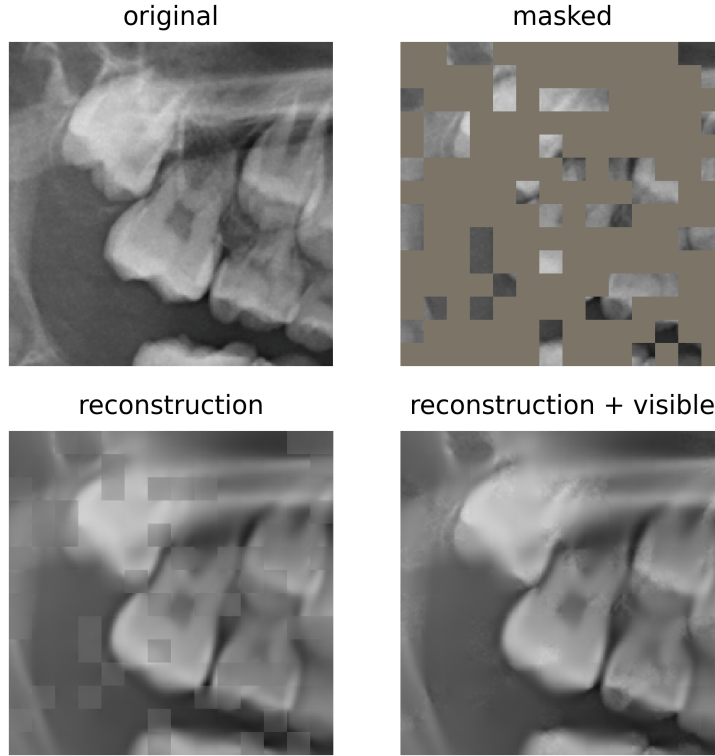 original
masked
reconstruction
reconstruction + visible